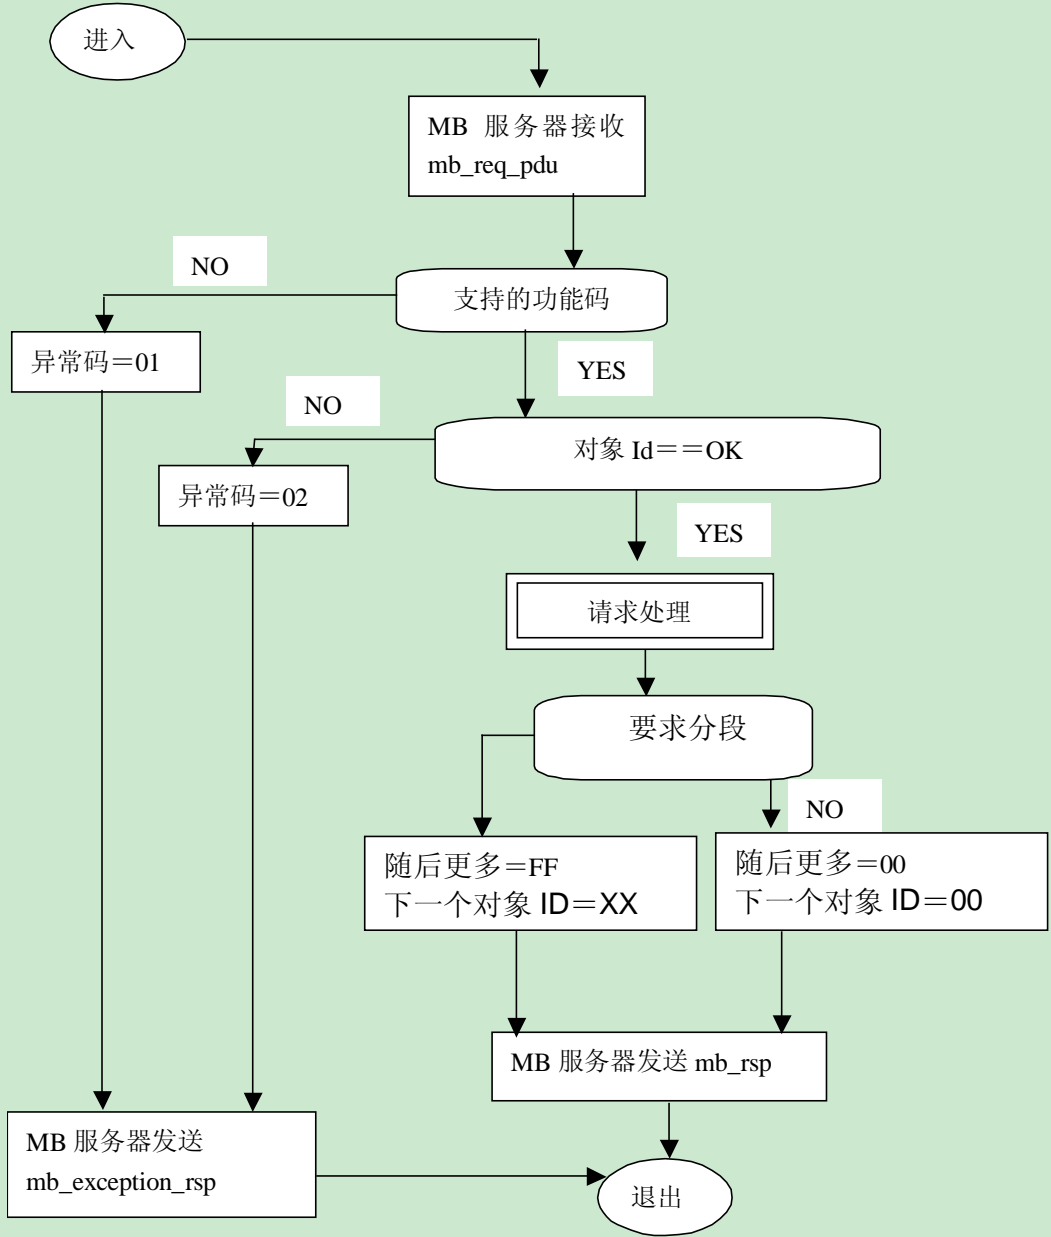 进入
MB 服务器接收
mb_req_pdu
NO
支持的功能码
异常码＝01
YES
NO
对象 Id＝＝OK
异常码＝02
YES
请求处理
要求分段
NO
随后更多＝FF
下一个对象 ID＝XX
随后更多＝00
下一个对象 ID＝00
MB 服务器发送 mb_rsp
MB 服务器发送
mb_exception_rsp
退出